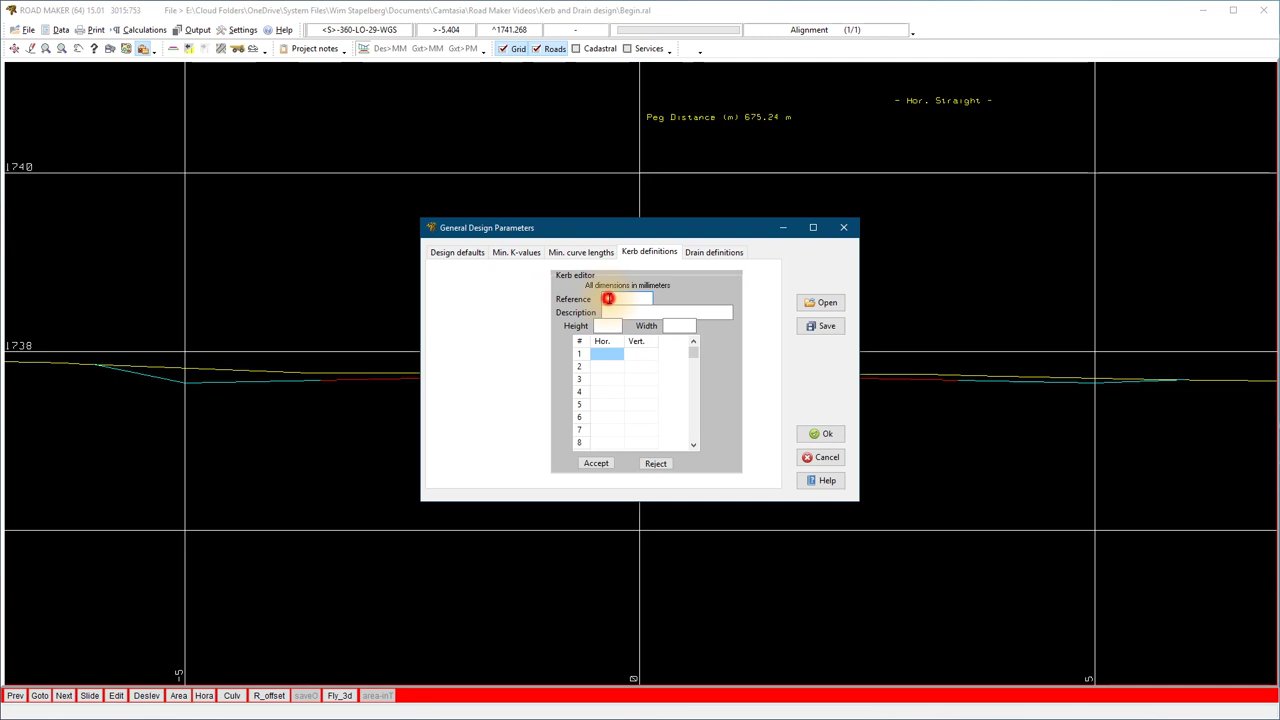 ROAD MAKER (64) 15.01 3015:753 File > E:\Cloud Folders\OneDrive\System Files\Wim Stapelberg\Documents\Camtasia\Road Maker Videos\Kerb and Drain design\Begin.ral
File Data Print Calculations Output Settings Help <S>-360-LO-29-WGS >-5.404 ^1741.268 - Alignment (1/1)
Project notes Des>MM Gxt>MM Gxt>PM Grid Roads Cadastral Services
- Hor. Straight -
Peg Distance (m) 675.24 m
1740
General Design Parameters
Design defaults Min. K-values Min. curve lengths Kerb definitions Drain definitions
Kerb editor
All dimensions in millimeters
Reference
Open
Description
Height Width
Save
# Hor. Vert.
1738
1
2
3
4
5
6
7
8
Ok
Cancel
Accept Reject
Help
-5 0 5
Prev Goto Next Slide Edit Deslev Area Hora Culv R_offset saveO Fly_3d area-inT